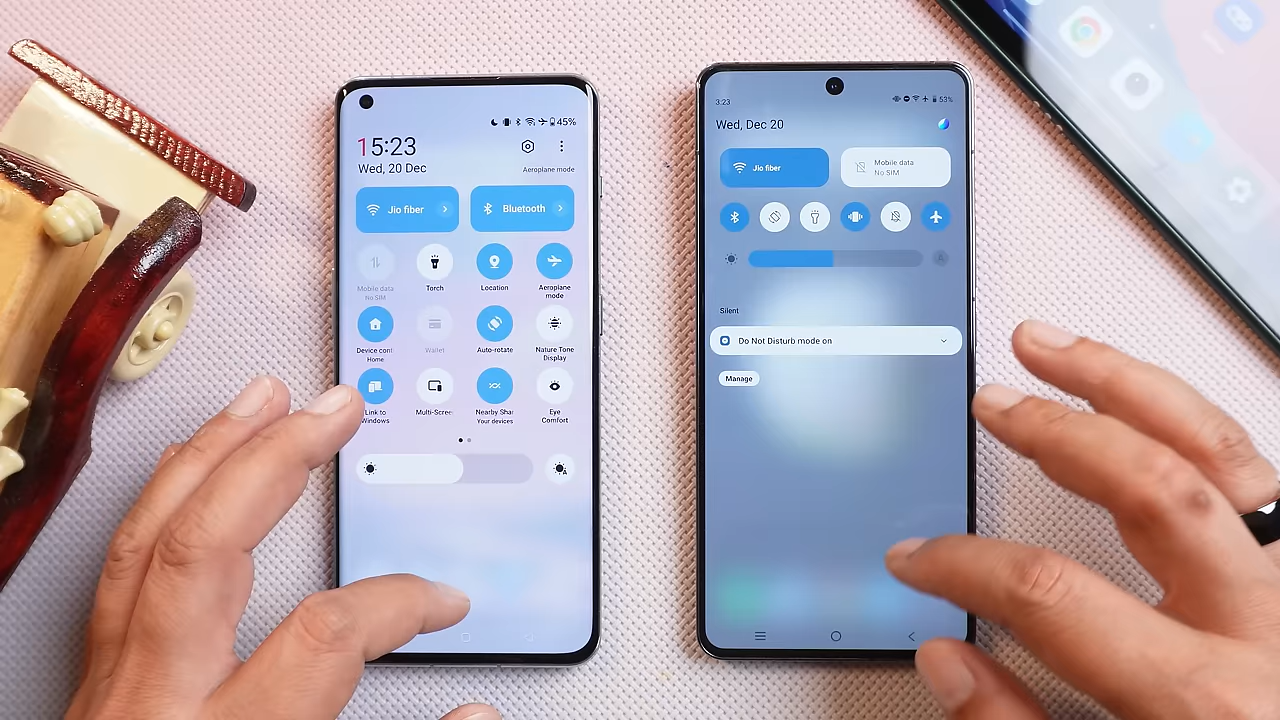 45%
15:23
Wed, 20 Dec
Aeroplane mode
Jio fiber
Bluetooth
Mobile data
No SIM
Torch
Location
Aeroplane
mode
Device cont
Home
Wallet
Auto-rotate
Nature Tone
Display
Link to
Windows
Multi-Scree
Nearby Shar
Your devices
Eye
Comfort
A
3:23
53%
Wed, Dec 20
Jio fiber
Mobile data
No SIM
A
Silent
Do Not Disturb mode on
Manage